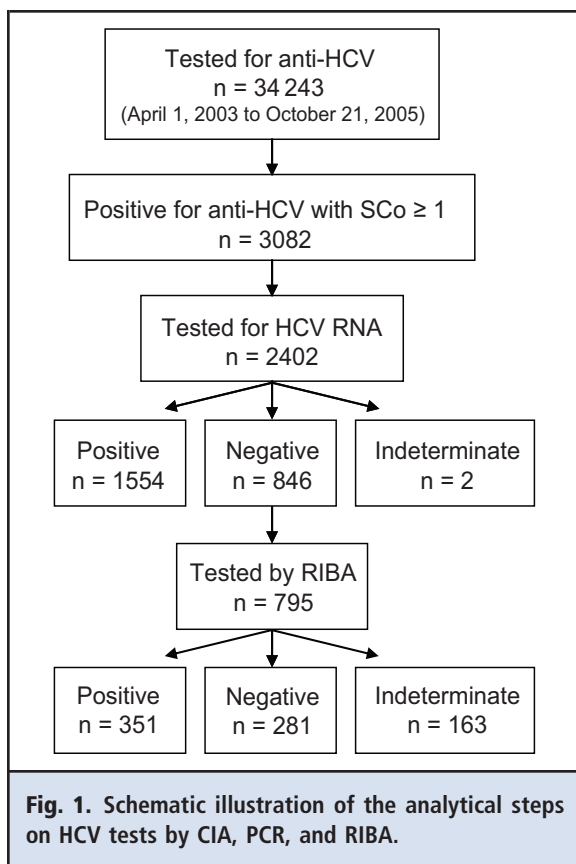 Tested for anti-HCV
n = 34 243
(April 1, 2003 to October 21, 2005)
Positive for anti-HCV with SCo ≥ 1
n = 3082
Tested for HCV RNA
n = 2402
Positive
n = 1554
Negative
n = 846
Indeterminate
n = 2
Tested by RIBA
n = 795
Positive
n = 351
Negative
n = 281
Indeterminate
n = 163
Fig. 1. Schematic illustration of the analytical steps
on HCV tests by CIA, PCR, and RIBA.